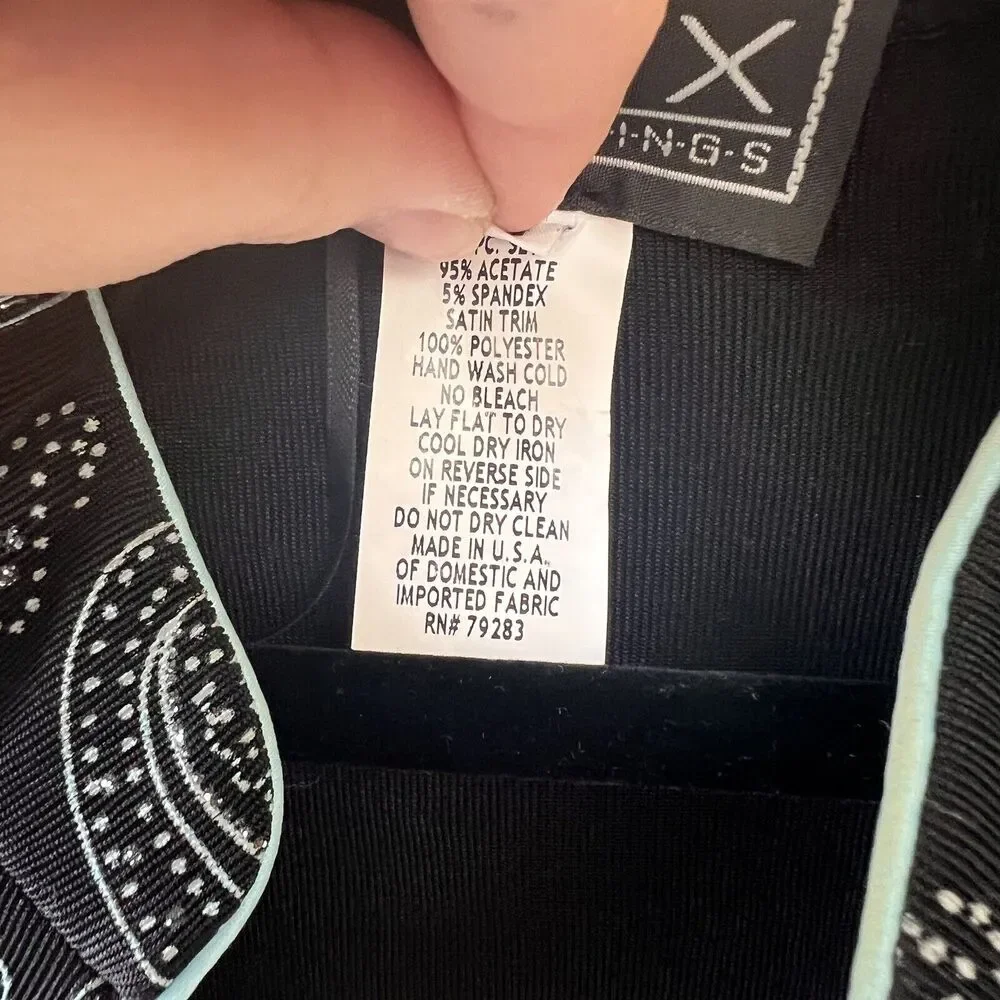 X
I·N·G·S
95% ACETATE
5% SPANDEX
SATIN TRIM
100% POLYESTER
HAND WASH COLD
NO BLEACH
LAY FLAT TO DRY
COOL DRY IRON
ON REVERSE SIDE
IF NECESSARY
DO NOT DRY CLEAN
MADE IN U.S.A.
OF DOMESTIC AND
IMPORTED FABRIC
RN# 79283